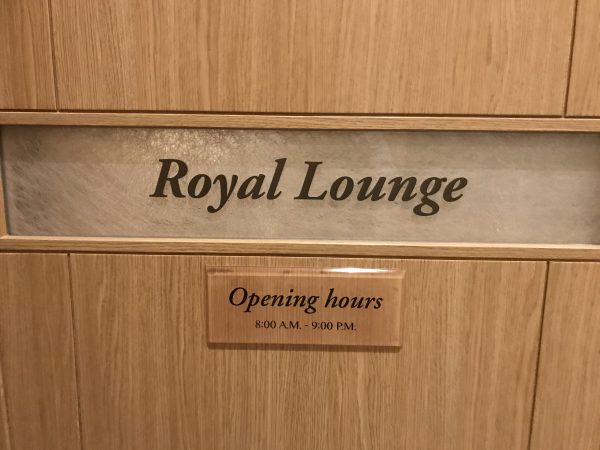 Royal Lounge
Opening hours
8:00 A.M. - 9:00 P.M.